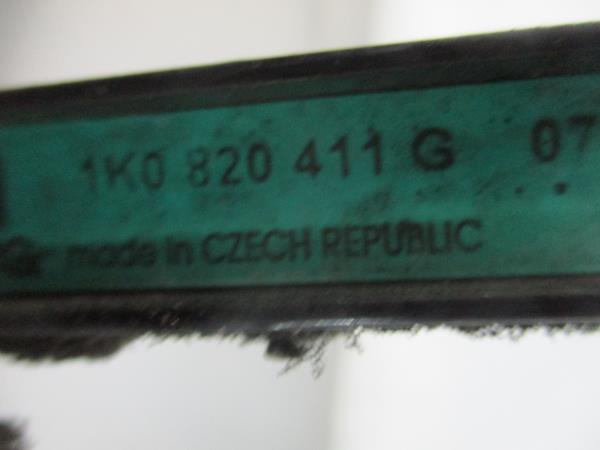 1K0 820 411 G 07
made in CZECH REPUBLIC